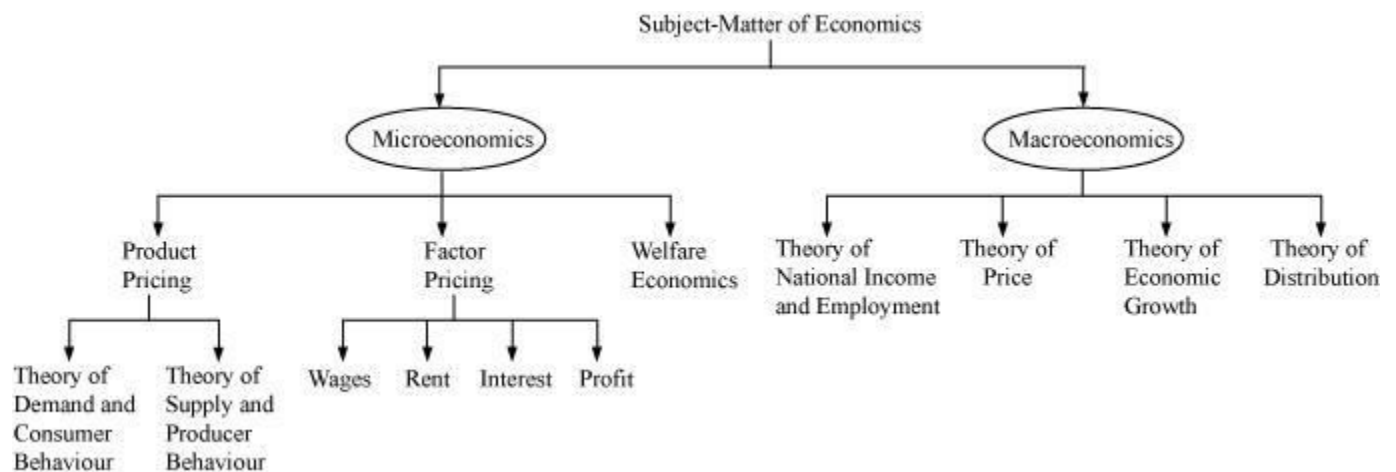 Subject-Matter of Economics
Microeconomics
Macroeconomics
Product
Pricing
Factor
Pricing
Welfare
Economics
Theory of
National Income
and Employment
Theory of
Price
Theory of
Economic
Growth
Theory of
Distribution
Theory of
Demand and
Consumer
Behaviour
Theory of
Supply and
Producer
Behaviour
Wages
Rent
Interest
Profit